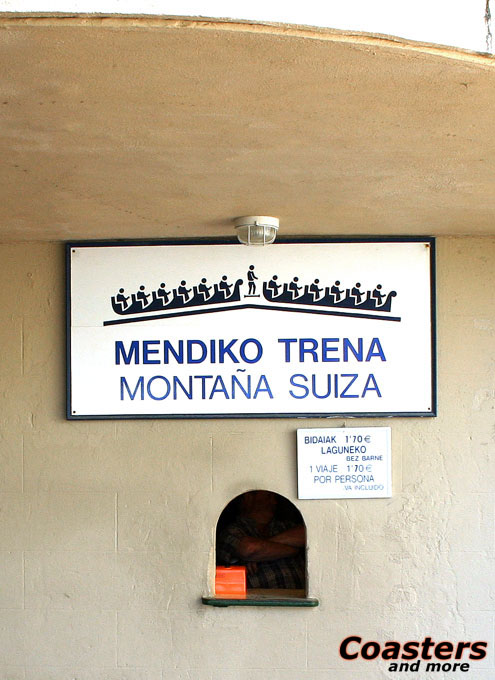 MENDIKO TRENA
MONTAÑA SUIZA
BIDAIAK 1'70 €
LAGUNEKO
BEZ BARNE
1 VIAJE 1'70 €
POR PERSONA
IVA INCLUIDO
Coasters
and more